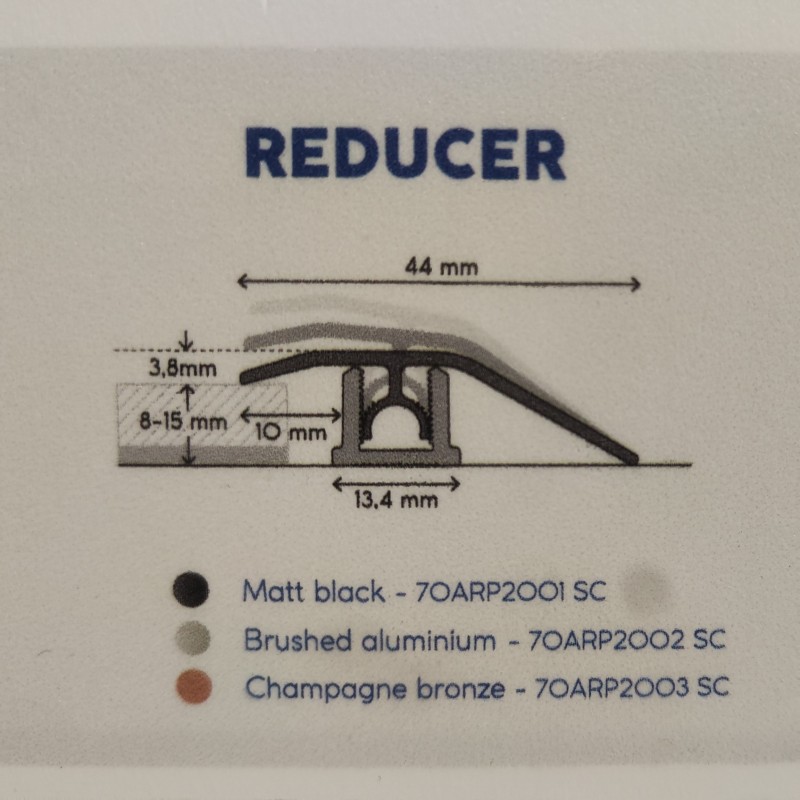 REDUCER
44 mm
3,8mm
8-15 mm
10 mm
13,4 mm
Matt black - 70ARP2001 SC
Brushed aluminium - 70ARP2002 SC
Champagne bronze - 70ARP2003 SC